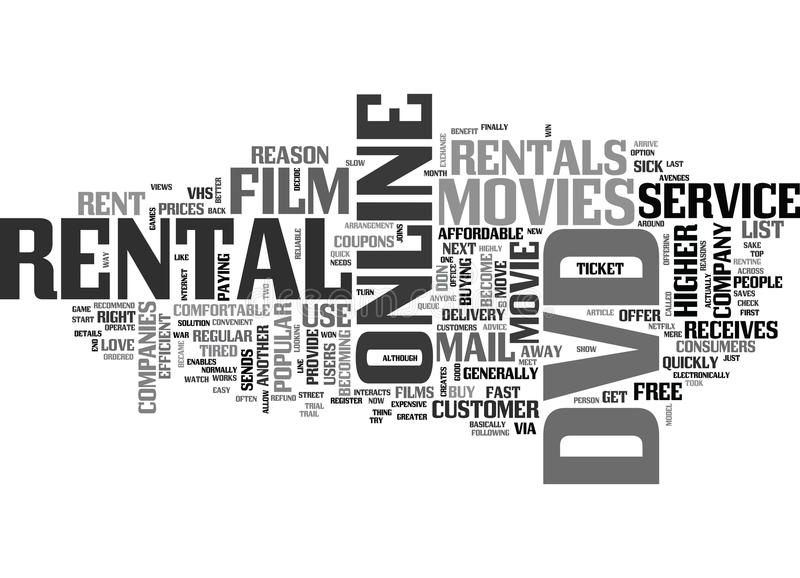 RENTAL
ONLINE
DVD
FILM
MOVIES
RENTALS
SERVICE
REASON
RENT
VHS
PRICES
VIEWS
GAMES
BETTER
BACK
DECIDE
SLOW
MONTH
EXCHANGE
BENEFIT
FINALLY
WIN
ARRIVE
OPTION
SICK
LAST
AVENGES
AROUND
LIST
SAKE
TOP
RENTING
ACROSS
PEOPLE
SAVES
CHECK
FIRST
COMPANY
HIGHER
ACTUALLY
REASONS
OFFERING
CALLED
TICKET
ARTICLE
OFFER
NETFLIX
MERE
RECEIVES
CONSUMERS
JUST
QUICKLY
ELECTRONICALLY
TOOK
FREE
GET
PERSON
MODEL
SHOW
MOVIE
AFFORDABLE
NEW
NEXT
DON
ONE
OFFICE
BUYING
BECOME
HIGHLY
MOVE
ANYONE
QUEUE
DELIVERY
CUSTOMERS
ADVICE
MAIL
AWAY
MEET
GENERALLY
CREATES
GOOD
FAST
BUY
FILMS
CUSTOMER
BASICALLY
VIA
FOLLOWING
GREATER
EXPENSIVE
NOW
THING
TRY
INTERACTS
REGISTER
ALTHOUGH
TURN
ARRANGEMENT
JOINS
COUPONS
QUICK
NEEDS
RELIABLE
PAYING
LIKE
INTERNET
WAY
TWO
COMFORTABLE
USE
SOLUTION
CONVENIENT
POPULAR
LOOKING
PROVIDE
USERS
WON
BECOMING
LINE
STREET
TRIAL
TRAIL
REFUND
ALLOW
ANOTHER
SENDS
OFTEN
REGULAR
TIRED
WAR
BECAME
ENABLES
NORMALLY
WATCH
WORKS
EASY
EFFICIENT
COMPANIES
RECOMMEND
GAME
START
RIGHT
DETAILS
OPERATE
END
LOVE
ORDERED